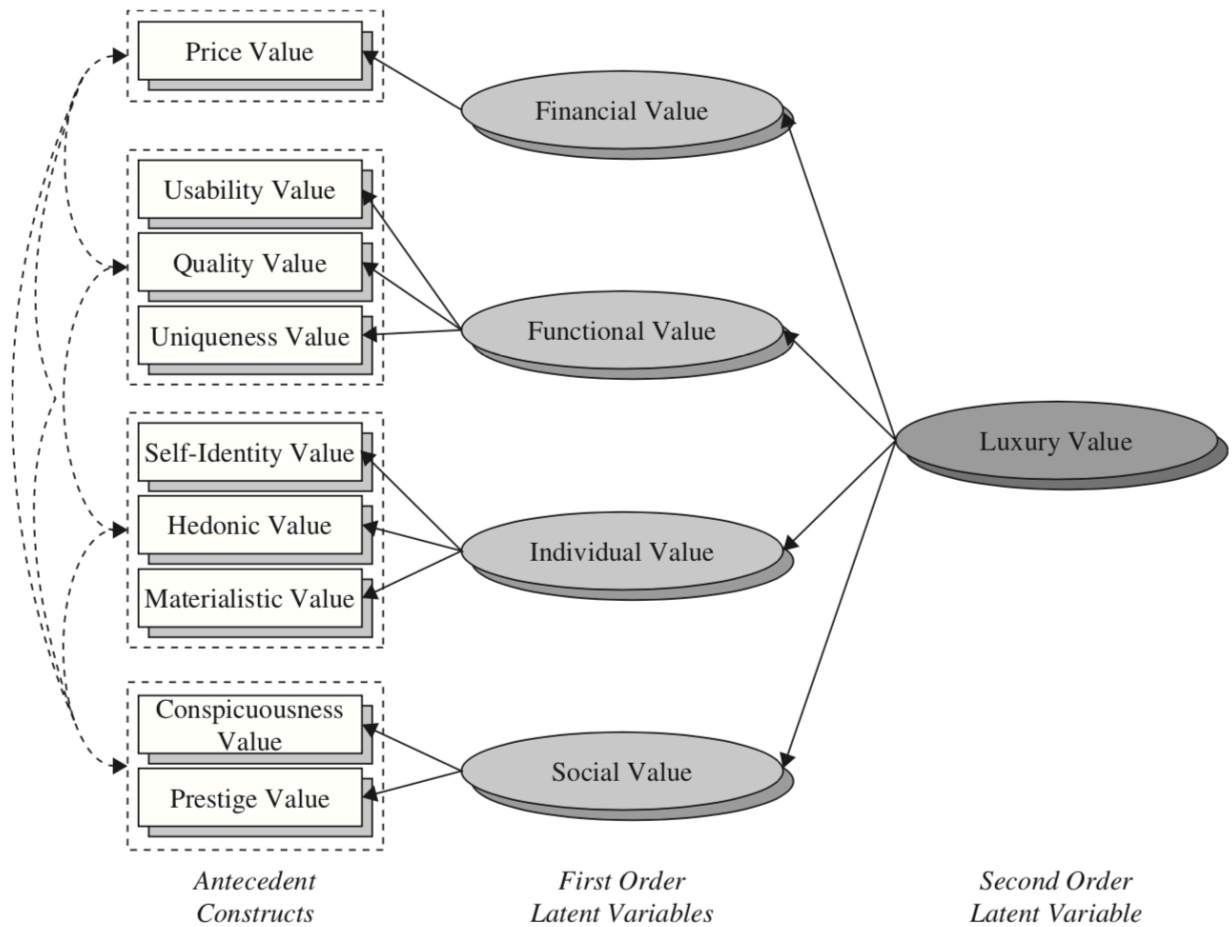 Price Value
Financial Value
Usability Value
Quality Value
Uniqueness Value
Functional Value
Luxury Value
Self-Identity Value
Hedonic Value
Materialistic Value
Individual Value
Conspicuousness
Value
Prestige Value
Social Value
Antecedent
Constructs
First Order
Latent Variables
Second Order
Latent Variable